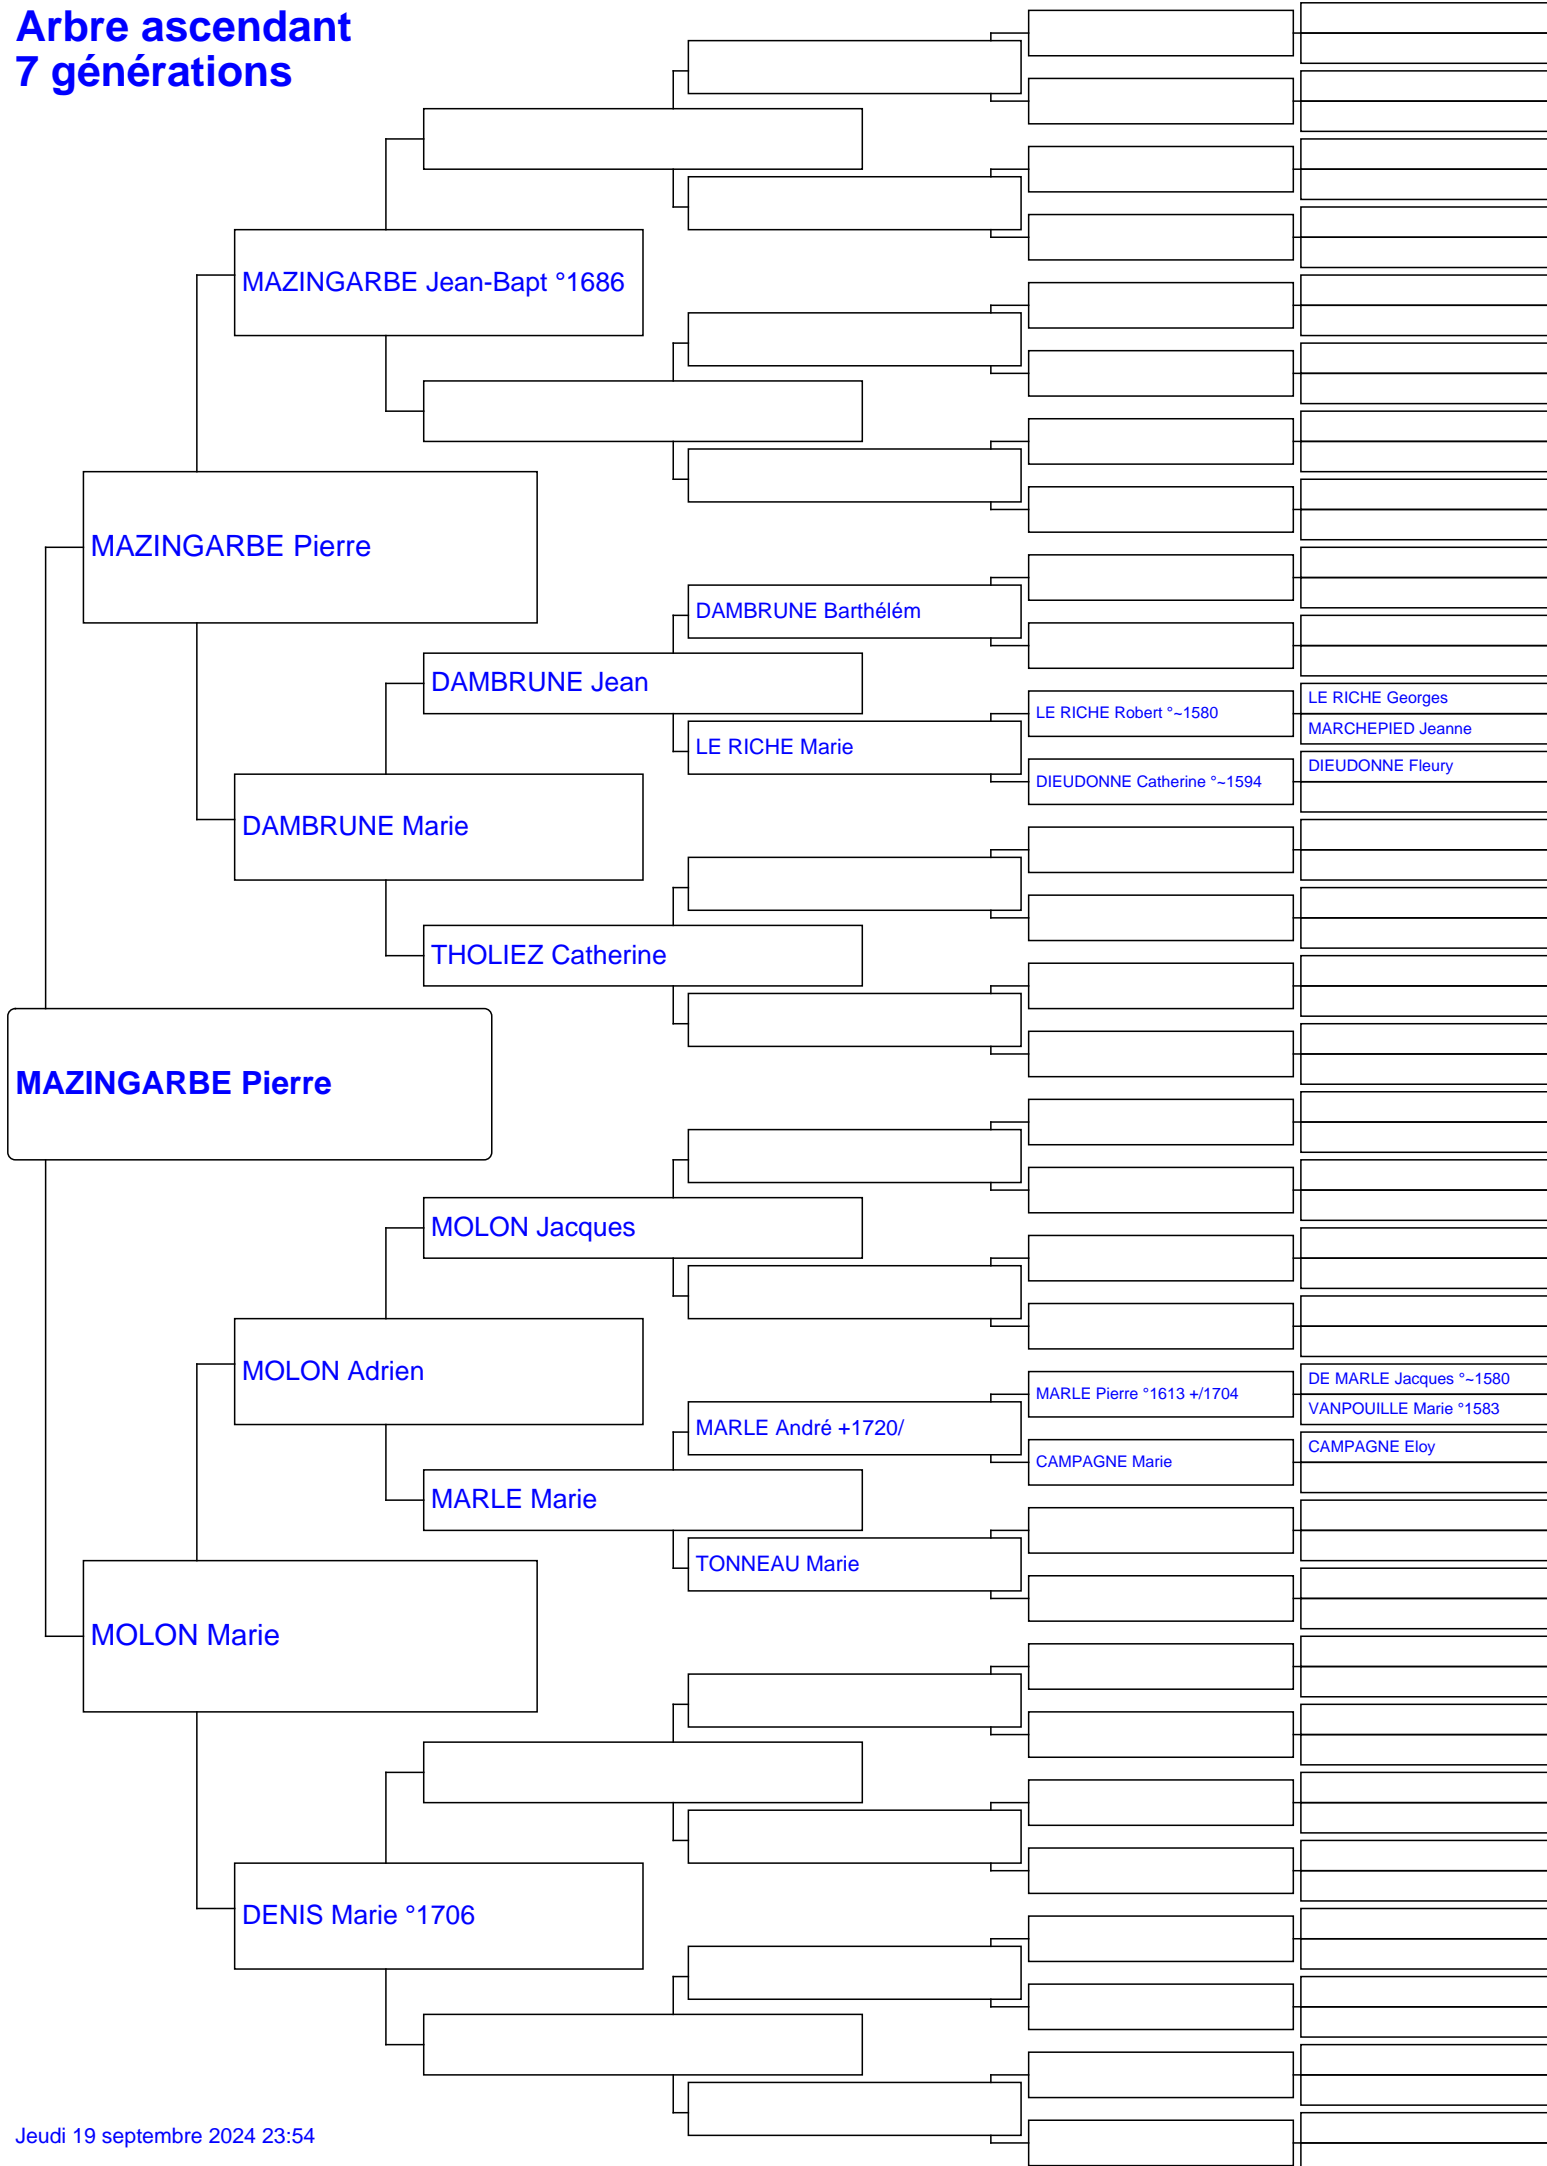 Arbre ascendant
7 générations
MAZINGARBE Jean-Bapt °1686
MAZINGARBE Pierre
DAMBRUNE Barthélém
DAMBRUNE Jean
LE RICHE Georges
LE RICHE Robert °~1580
MARCHEPIED Jeanne
LE RICHE Marie
DIEUDONNE Fleury
DIEUDONNE Catherine °~1594
DAMBRUNE Marie
THOLIEZ Catherine
MAZINGARBE Pierre
MOLON Jacques
MOLON Adrien
DE MARLE Jacques °~1580
MARLE Pierre °1613 +/1704
VANPOUILLE Marie °1583
MARLE André +1720/
CAMPAGNE Eloy
CAMPAGNE Marie
MARLE Marie
TONNEAU Marie
MOLON Marie
DENIS Marie °1706
Jeudi 19 septembre 2024 23:54